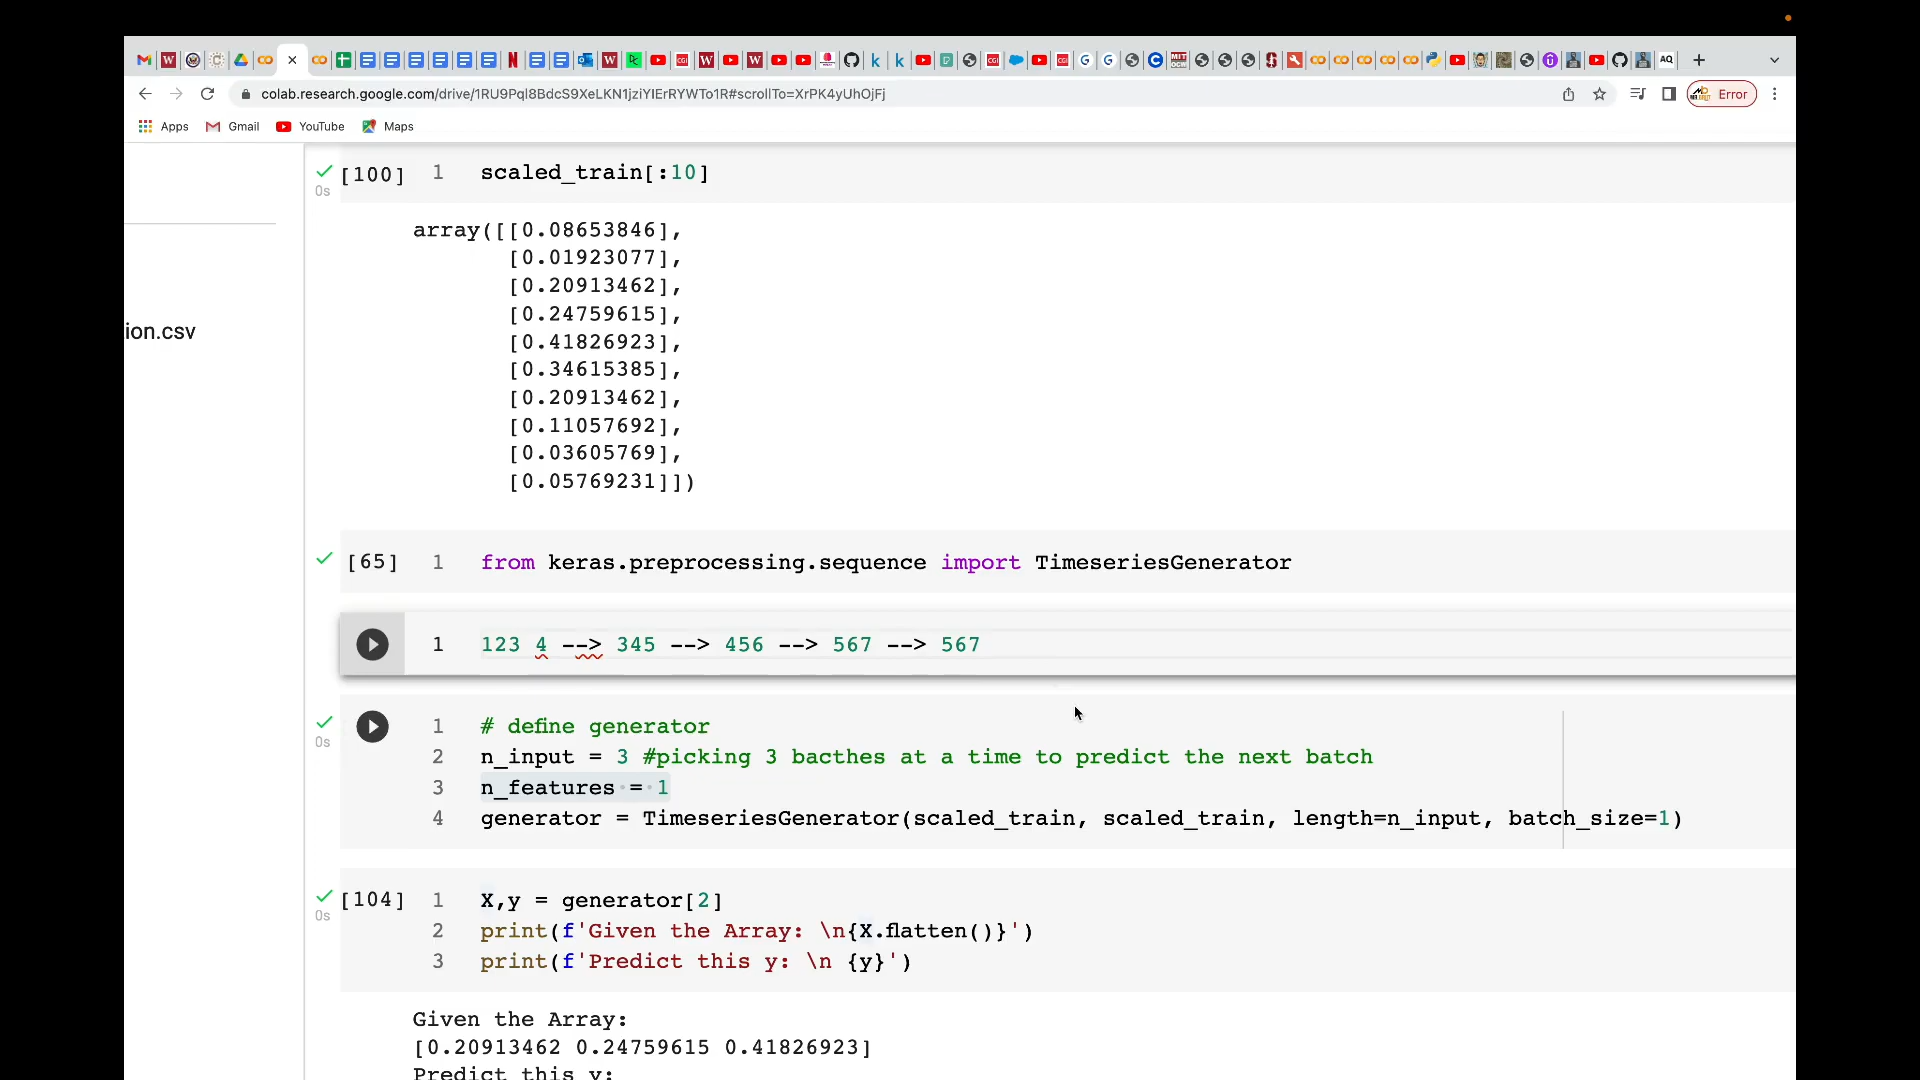 colab.research.google.com/drive/1RU9Pql8BdcS9XeLKN1jziYIErRYWTo1R#scrollTo=XrPK4yUhOjFj
Error
Apps Gmail YouTube Maps
[100] 1 scaled_train[:10]
0s
array([[0.08653846],
[0.01923077],
[0.20913462],
[0.24759615],
ion.csv
[0.41826923],
[0.34615385],
[0.20913462],
[0.11057692],
[0.03605769],
[0.05769231]])
[65] 1 from keras.preprocessing.sequence import TimeseriesGenerator
1 123 4 --> 345 --> 456 --> 567 --> 567
1 # define generator
0s
2 n_input = 3 #picking 3 bacthes at a time to predict the next batch
3 n_features = 1
4 generator = TimeseriesGenerator(scaled_train, scaled_train, length=n_input, batch_size=1)
[104] 1 X,y = generator[2]
0s
2 print(f'Given the Array: \n{X.flatten()}')
3 print(f'Predict this y: \n {y}')
Given the Array:
[0.20913462 0.24759615 0.41826923]
Predict this y: